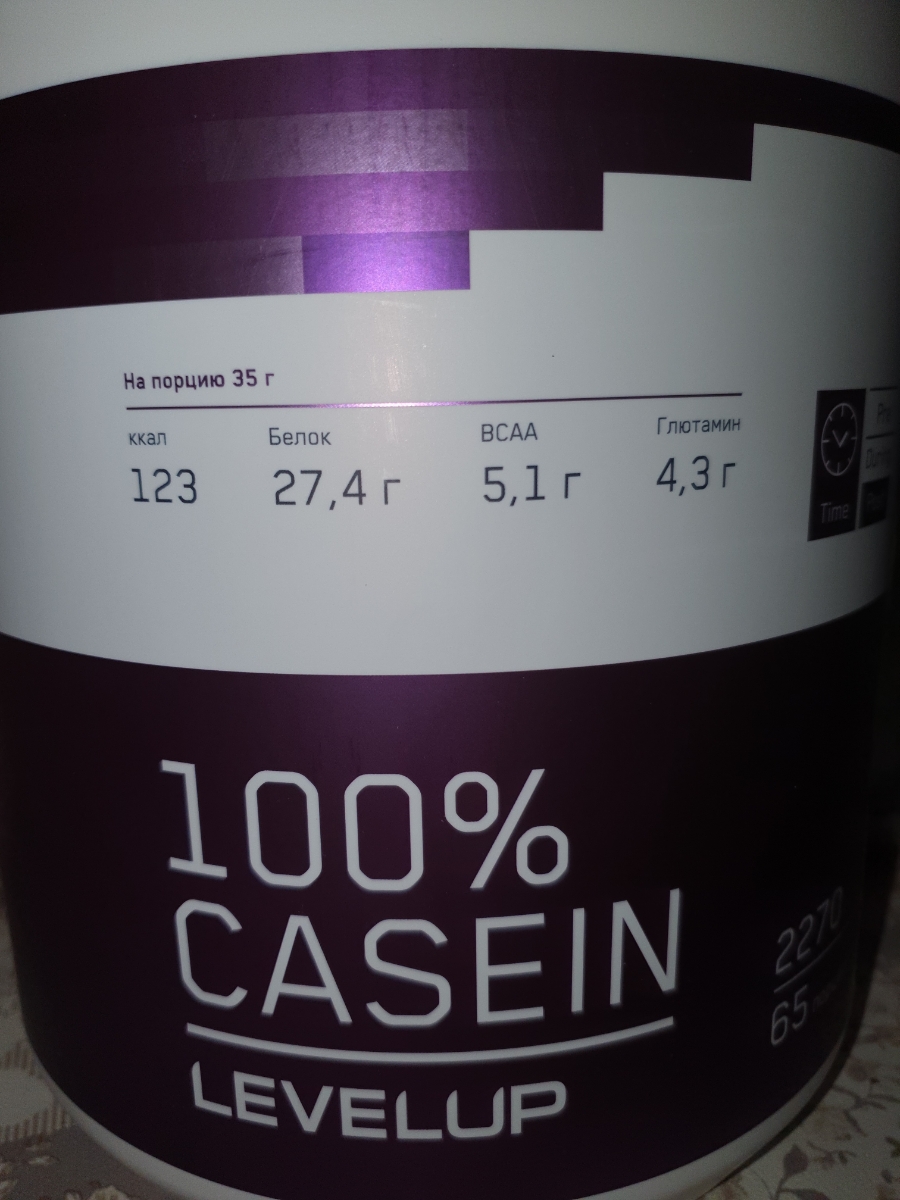 На порцию 35 г
ккал Белок BCAA Глютамин
123 27,4 г 5,1 г 4,3 г
Time
100%
CASEIN
LEVELUP
2270
65